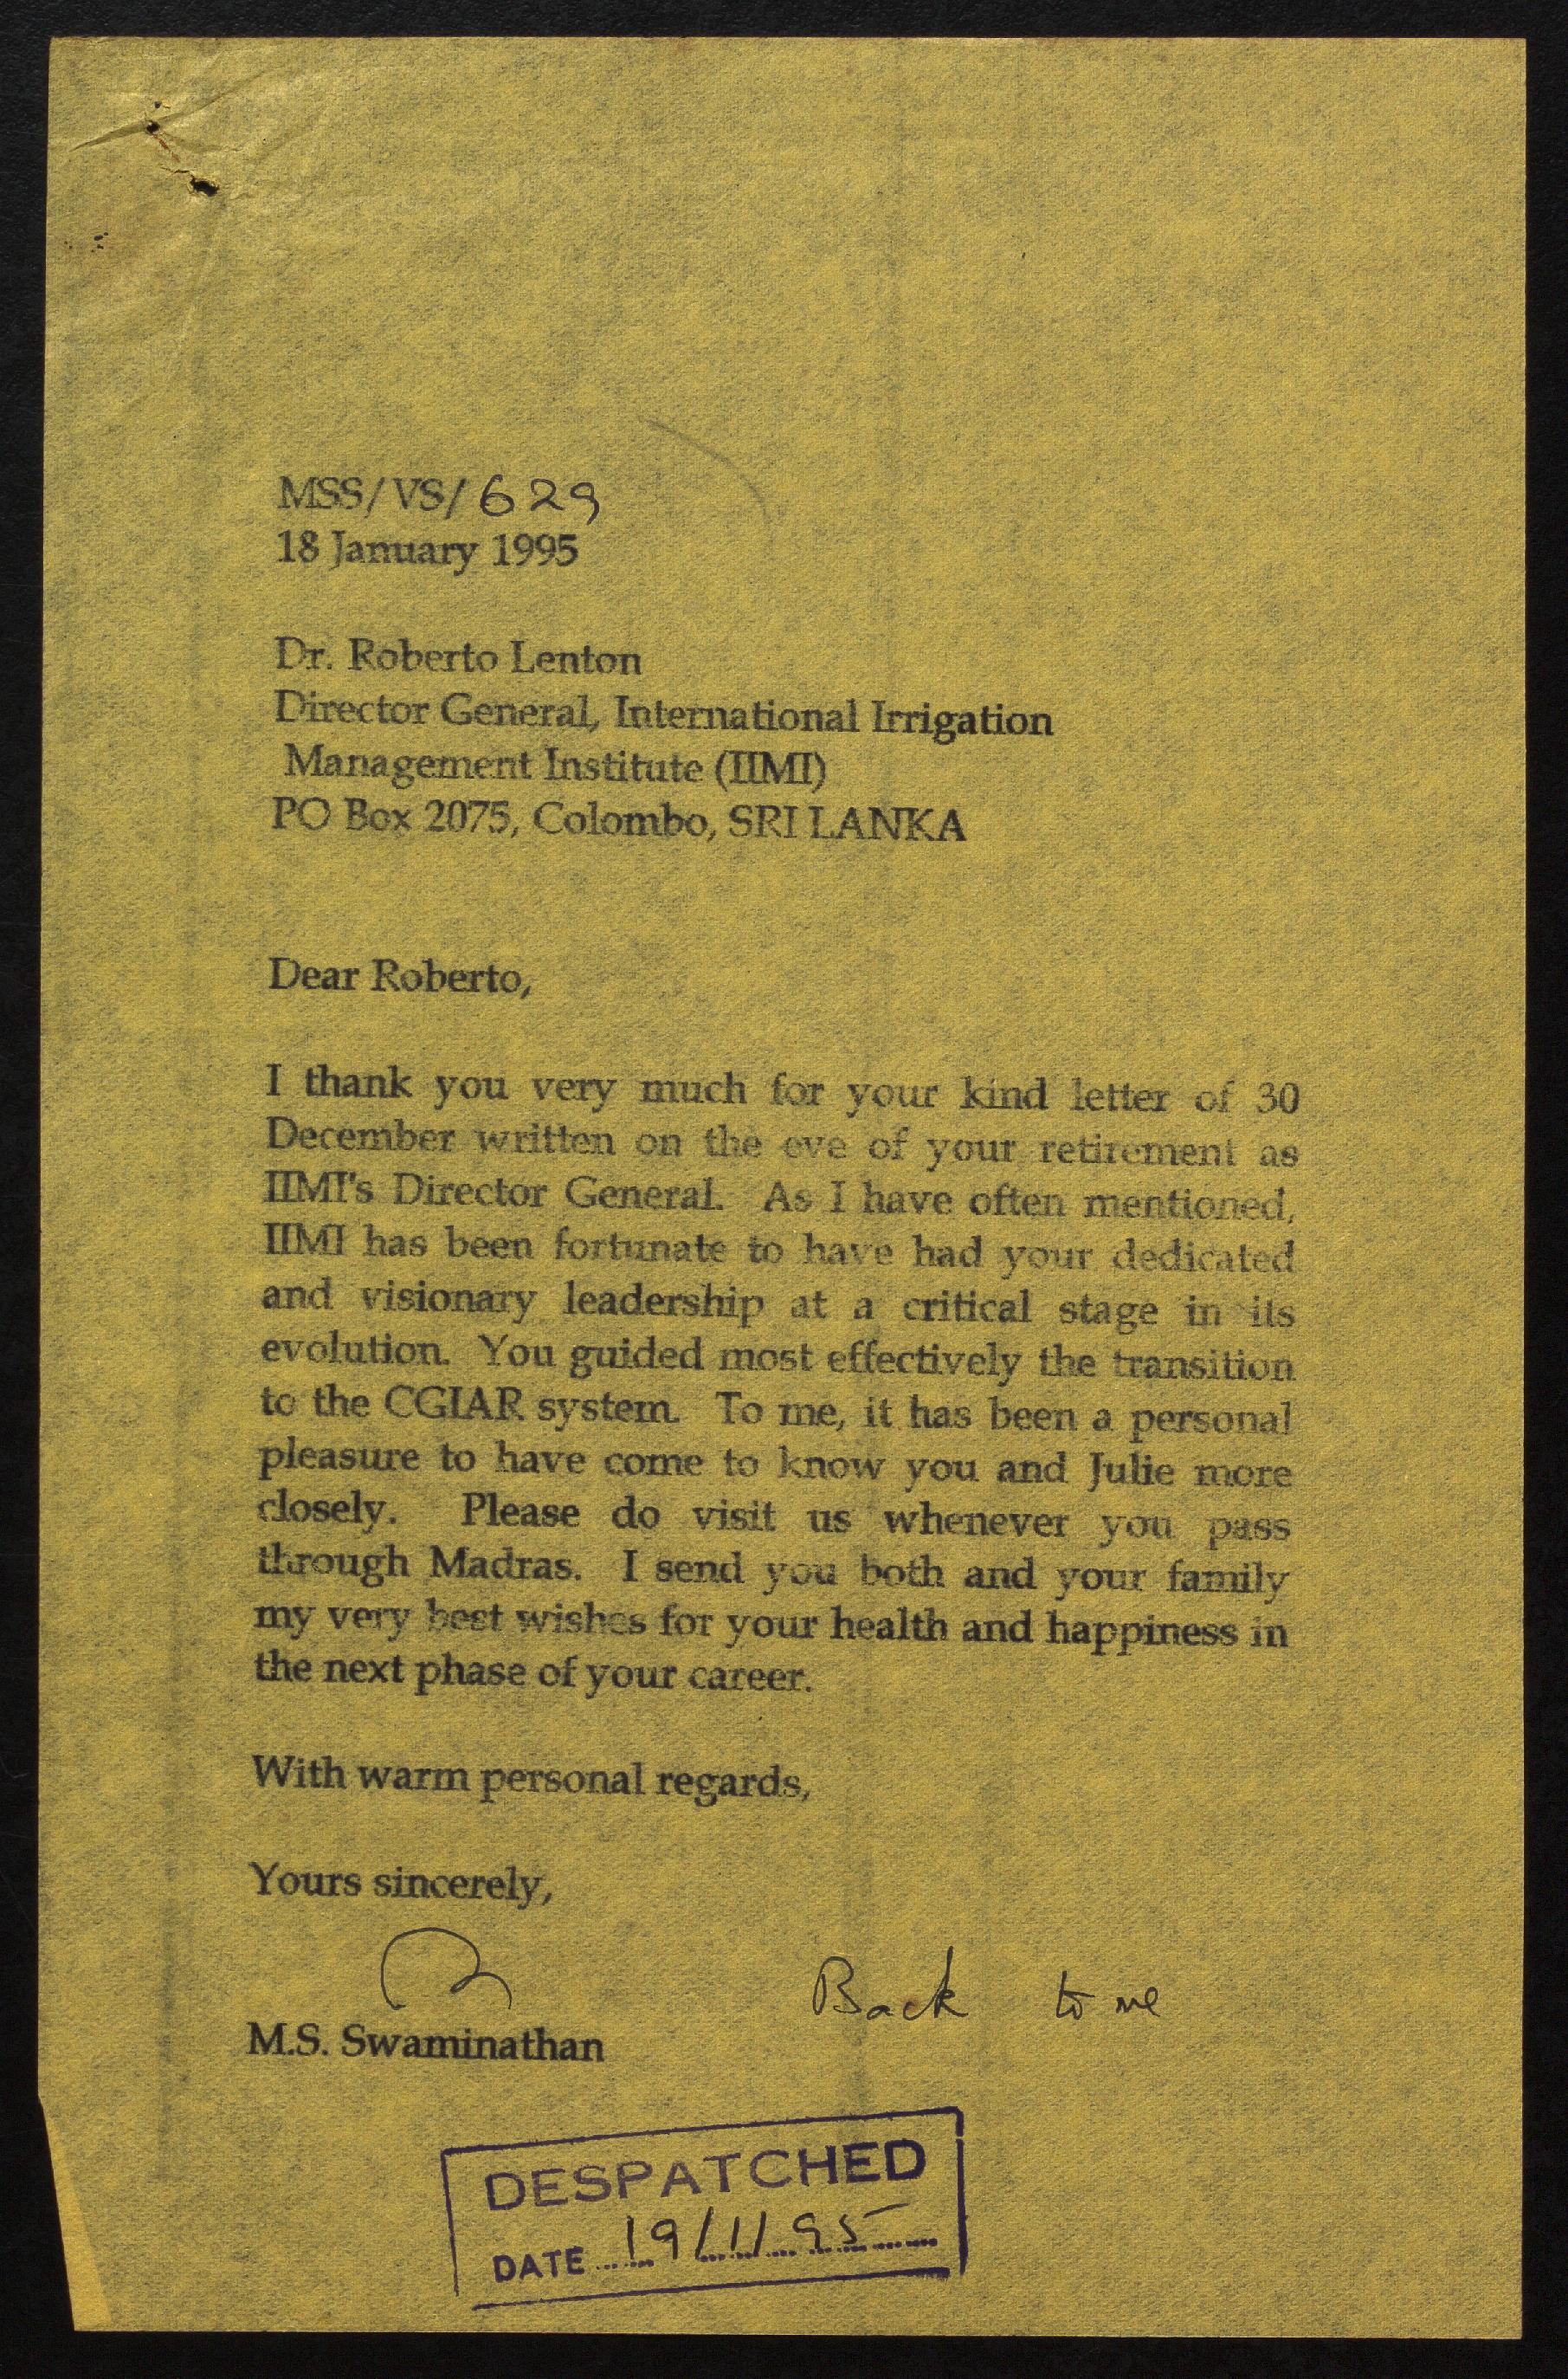 MSS/VS/629
18 January 1995
Dr. Roberto Lenton
Director General, International Irrigation
Management Institute (IIMI)
PO Box 2075, Colombo, SRI LANKA
Dear Roberto,
I thank you very much for your kind letter of 30
December written on the eve of your retirement as
IIMI's Director General. As I have often mentioned,
IIMI has been fortunate to have had your dedicated
and visionary leadership at a critical stage in its
evolution. You guided most effectively the transition
to the CGIAR system. To me, it has been a personal
pleasure to have come to know you and Julie more
closely. Please do visit us whenever you pass
through Madras. I send you both and your family
my very best wishes for your health and happiness in
the next phase of your career.
With warm personal regards,
Yours sincerely,
Back to me
M.S. Swaminathan
DESPATCHED
DATE 19/1/95